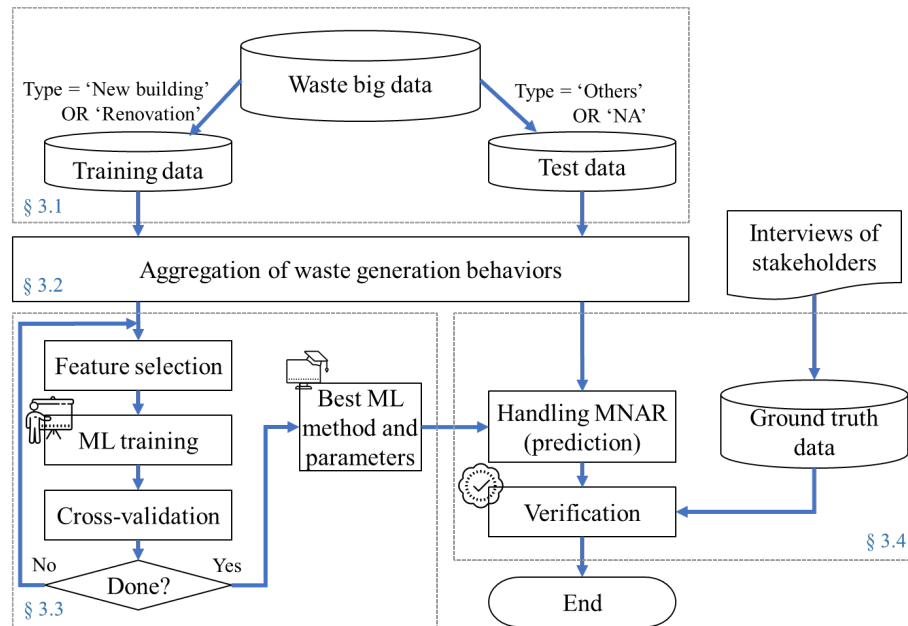 Waste big data
Type = ‘New building’
OR ‘Renovation’
Type = ‘Others’
OR ‘NA’
Training data
Test data
§ 3.1
Aggregation of waste generation behaviors
§ 3.2
Interviews of
stakeholders
Feature selection
ML training
Cross-validation
Done?
No
Yes
§ 3.3
Best ML
method and
parameters
Handling MNAR
(prediction)
Ground truth
data
Verification
§ 3.4
End